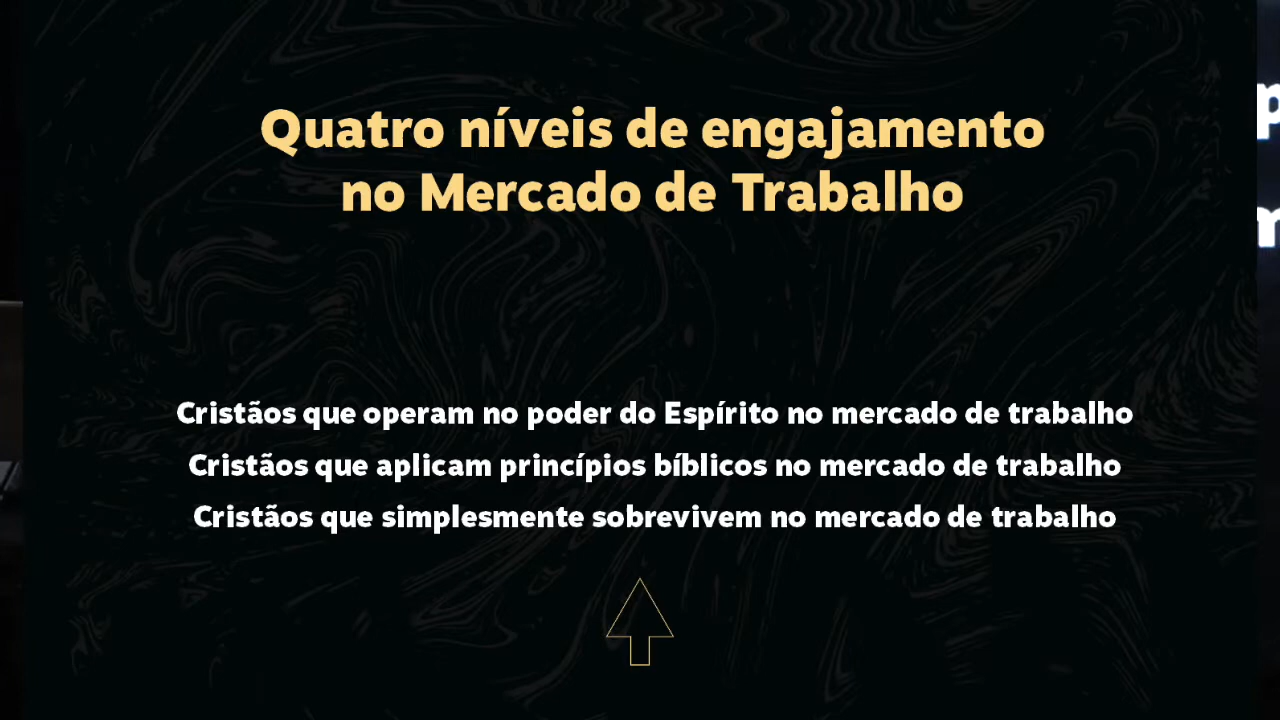 Quatro níveis de engajamento
no Mercado de Trabalho
Cristãos que operam no poder do Espírito no mercado de trabalho
Cristãos que aplicam princípios bíblicos no mercado de trabalho
Cristãos que simplesmente sobrevivem no mercado de trabalho